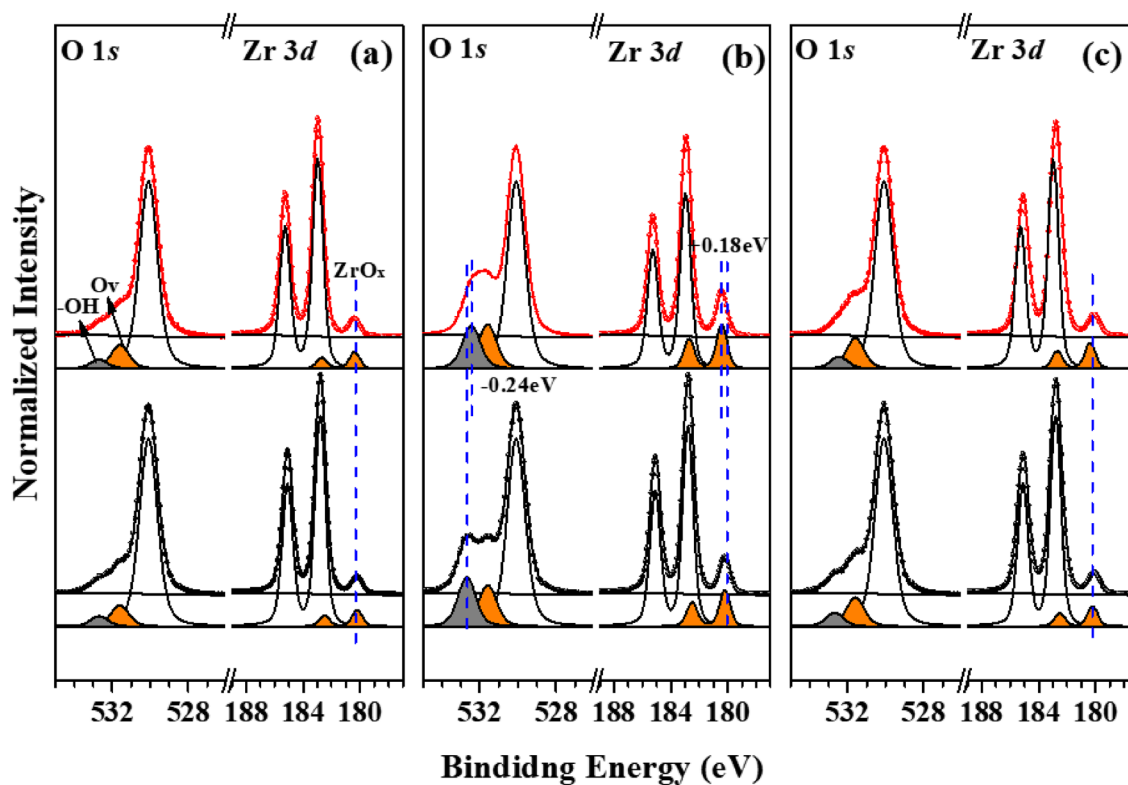 O 1s
Zr 3d
(a)
ZrOx
Ov
-OH
Zr 3d
(b)
+0.18eV
-0.24eV
O 1s
Zr 3d
(c)
Normalized Intensity
532 528 188 184 180
532 528 188 184 180
532 528 188 184 180
Bindidng Energy (eV)